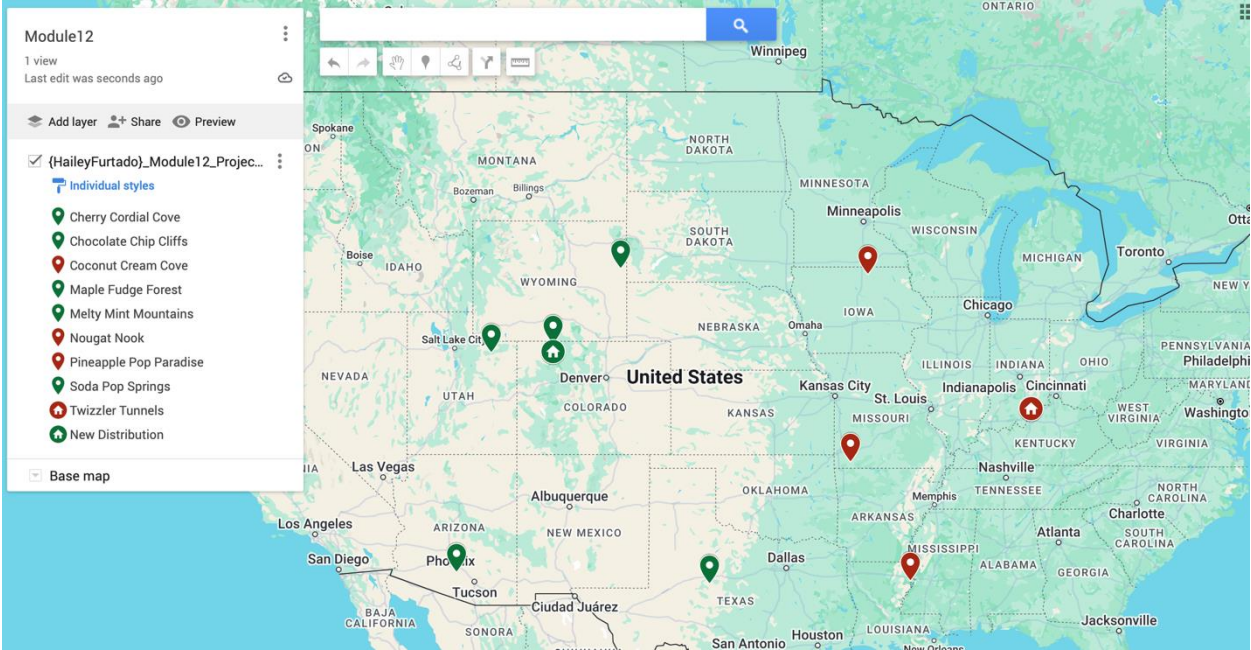 Module12
1 view
Last edit was seconds ago
Add layer Share Preview
{HaileyFurtado}_Module12_Projec...
Individual styles
Cherry Cordial Cove
Chocolate Chip Cliffs
Coconut Cream Cove
Maple Fudge Forest
Melty Mint Mountains
Nougat Nook
Pineapple Pop Paradise
Soda Pop Springs
Twizzler Tunnels
New Distribution
Base map
ONTARIO
Winnipeg
Spokane
NORTH
DAKOTA
MONTANA
MINNESOTA
Bozeman
Billings
Minneapolis
Otta
WISCONSIN
SOUTH
DAKOTA
Boise
IDAHO
MICHIGAN
Toronto
WYOMING
NEW Y
Chicago
IOWA
NEBRASKA
Omaha
Salt Lake City
PENNSYLVANIA
Philadelphi
ILLINOIS
INDIANA
OHIO
NEVADA
Denver
United States
Kansas City
Indianapolis
Cincinnati
MARYLAND
UTAH
St. Louis
COLORADO
KANSAS
MISSOURI
WEST
VIRGINIA
Washingto
KENTUCKY
VIRGINIA
NIA
Las Vegas
Nashville
TENNESSEE
OKLAHOMA
NORTH
CAROLINA
Albuquerque
Memphis
Charlotte
Los Angeles
ARIZONA
NEW MEXICO
ARKANSAS
Atlanta
SOUTH
CAROLINA
San Diego
Phoenix
Dallas
MISSISSIPPI
ALABAMA
GEORGIA
Tucson
TEXAS
Ciudad Juárez
BAJA
CALIFORNIA
Jacksonville
SONORA
Houston
LOUISIANA
San Antonio
New Orleans